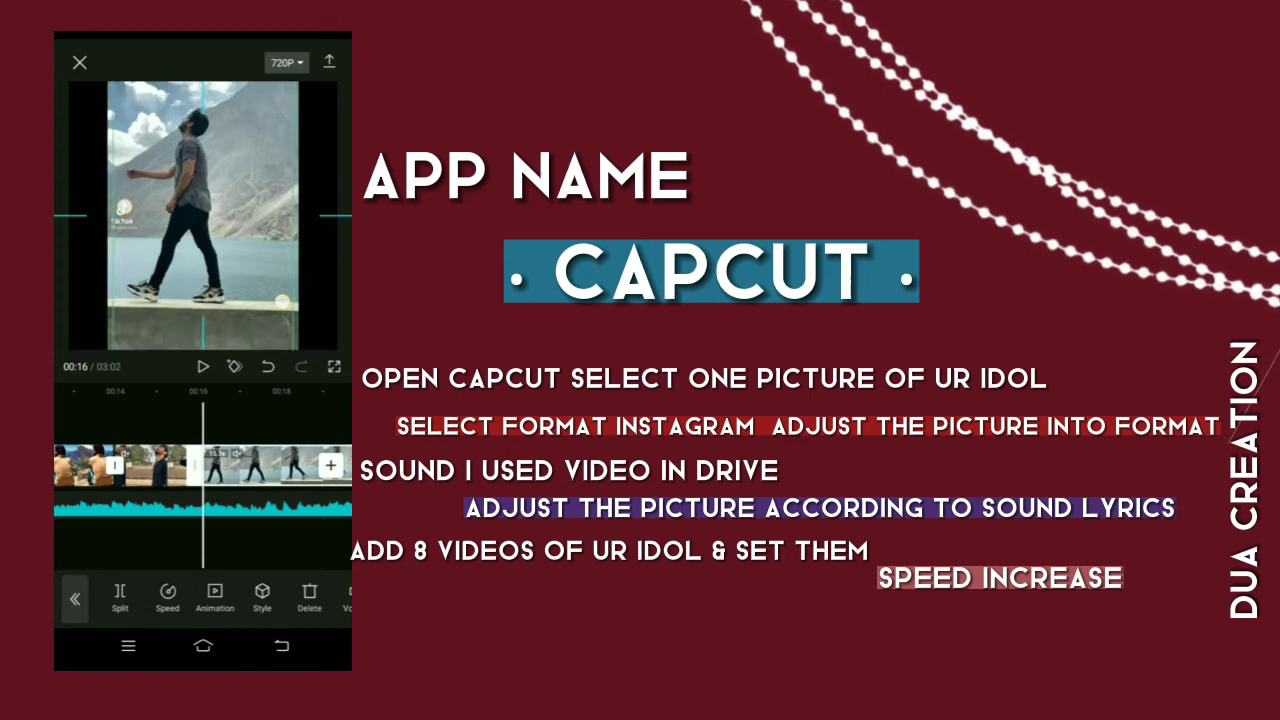 720P
TikTok
APP NAME
• CAPCUT •
OPEN CAPCUT SELECT ONE PICTURE OF UR IDOL
SELECT FORMAT INSTAGRAM ADJUST THE PICTURE INTO FORMAT
SOUND I USED VIDEO IN DRIVE
ADJUST THE PICTURE ACCORDING TO SOUND LYRICS
ADD 8 VIDEOS OF UR IDOL & SET THEM
SPEED INCREASE
DUA CREATION
00:16 / 03:02
00:14 00:16 00:18
Split Speed Animation Style Delete